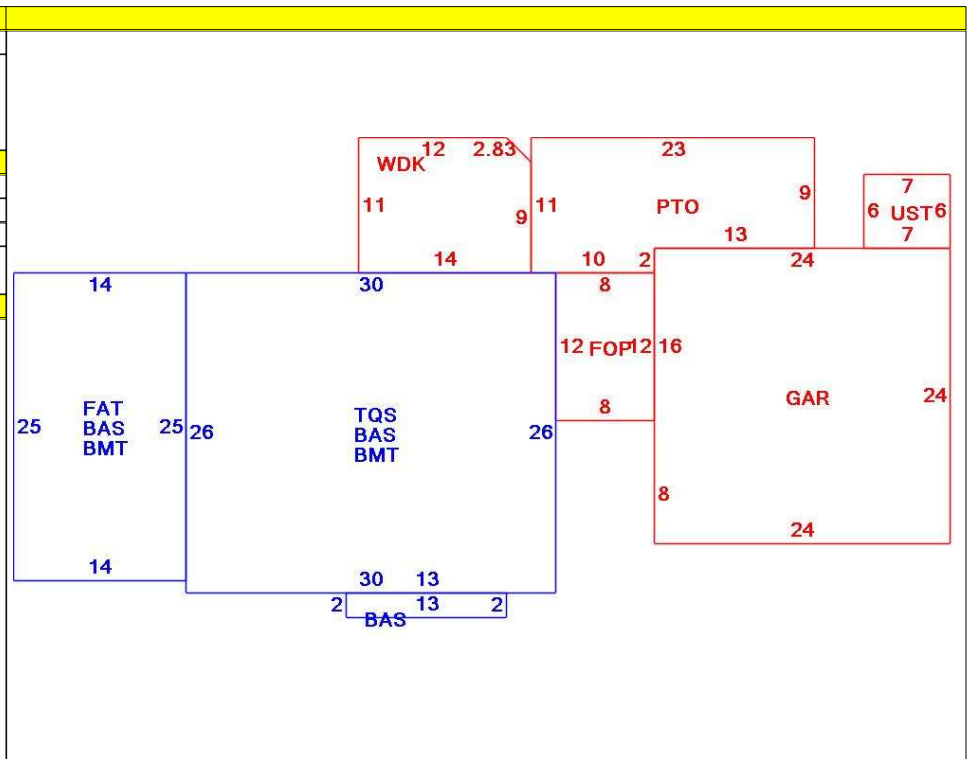 12 2.83 23
WDK
11 9 11 PTO 9
7
6 UST 6
7
13
14 10 2 24
14 30 8
12 FOP 12 16
GAR
24
25 FAT 25 26 TQS 26
BAS BAS
BMT BMT
8
8
24
14
30 13
2 13 2
BAS